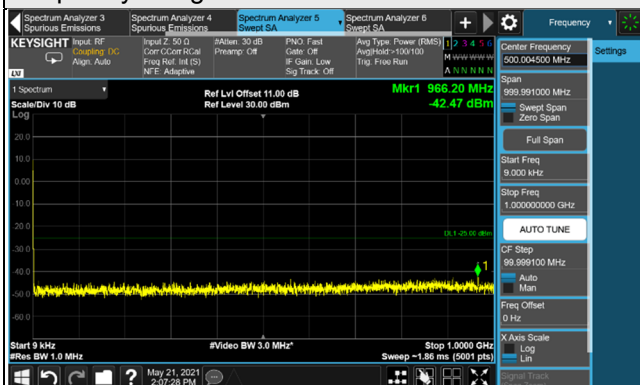 Spectrum Analyzer 3
Spurious Emissions
Spectrum Analyzer 4
Spurious Emissions
Spectrum Analyzer 5
Swept SA
Spectrum Analyzer 6
Swept SA
+
Frequency
KEYSIGHT
Input: RF
Coupling: DC
Align: Auto
Input Z: 50 Ω
Corr CCorr RCal
Freq Ref: Int (S)
NFE: Adaptive
#Atten: 30 dB
Preamp: Off
PNO: Fast
Gate: Off
IF Gain: Low
Sig Track: Off
Avg Type: Power (RMS)
Avg|Hold:>100/100
Trig: Free Run
1 2 3 4 5 6
M W W W W W
A N N N N N
LXI
1 Spectrum
Scale/Div 10 dB
Log
Ref Lvl Offset 11.00 dB
Ref Level 30.00 dBm
Mkr1 966.20 MHz
-42.47 dBm
20.0
10.0
0.00
-10.0
-20.0
-30.0
-40.0
-50.0
-60.0
DL1 -25.00 dBm
1
Start 9 kHz
#Res BW 1.0 MHz
#Video BW 3.0 MHz*
Stop 1.0000 GHz
Sweep ~1.86 ms (5001 pts)
Center Frequency
500.004500 MHz
Settings
Span
999.991000 MHz
Swept Span
Zero Span
Full Span
Start Freq
9.000 kHz
Stop Freq
1.000000000 GHz
AUTO TUNE
CF Step
99.999100 MHz
Auto
Man
Freq Offset
0 Hz
X Axis Scale
Log
Lin
Signal Track
May 21, 2021
2:07:28 PM